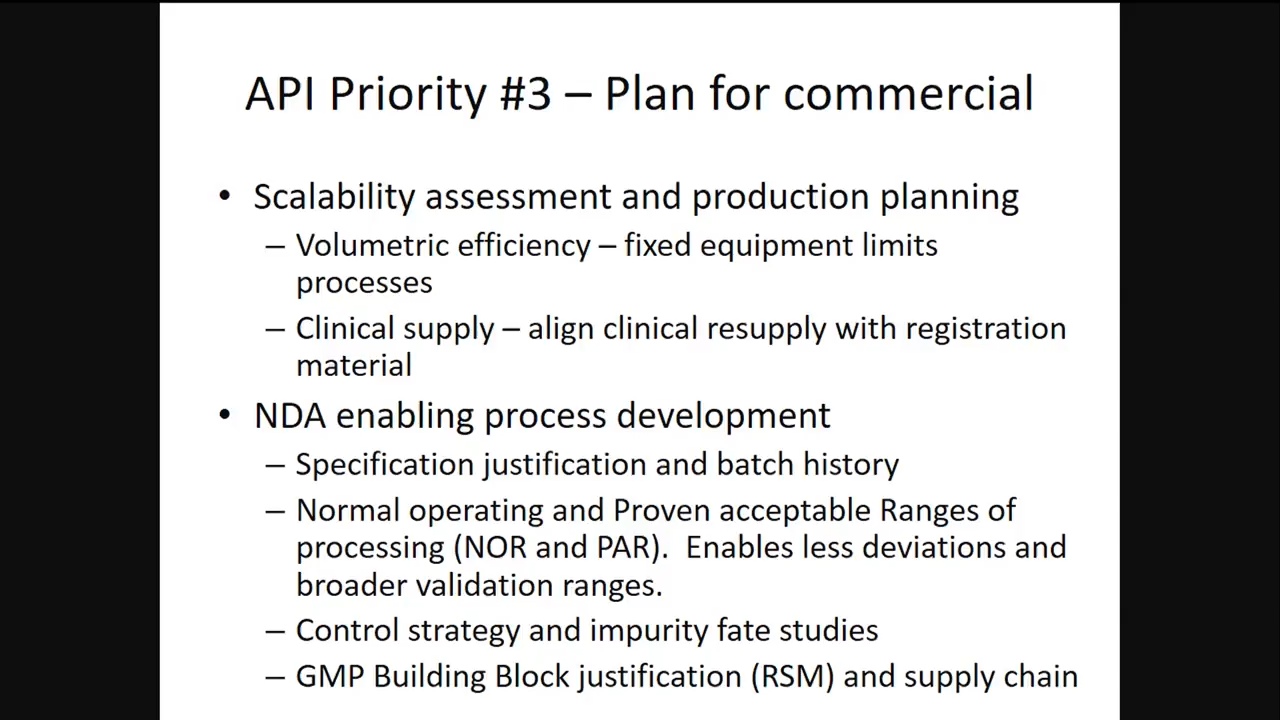 API Priority #3 – Plan for commercial
• Scalability assessment and production planning
– Volumetric efficiency – fixed equipment limits
processes
– Clinical supply – align clinical resupply with registration
material
• NDA enabling process development
– Specification justification and batch history
– Normal operating and Proven acceptable Ranges of
processing (NOR and PAR).  Enables less deviations and
broader validation ranges.
– Control strategy and impurity fate studies
– GMP Building Block justification (RSM) and supply chain